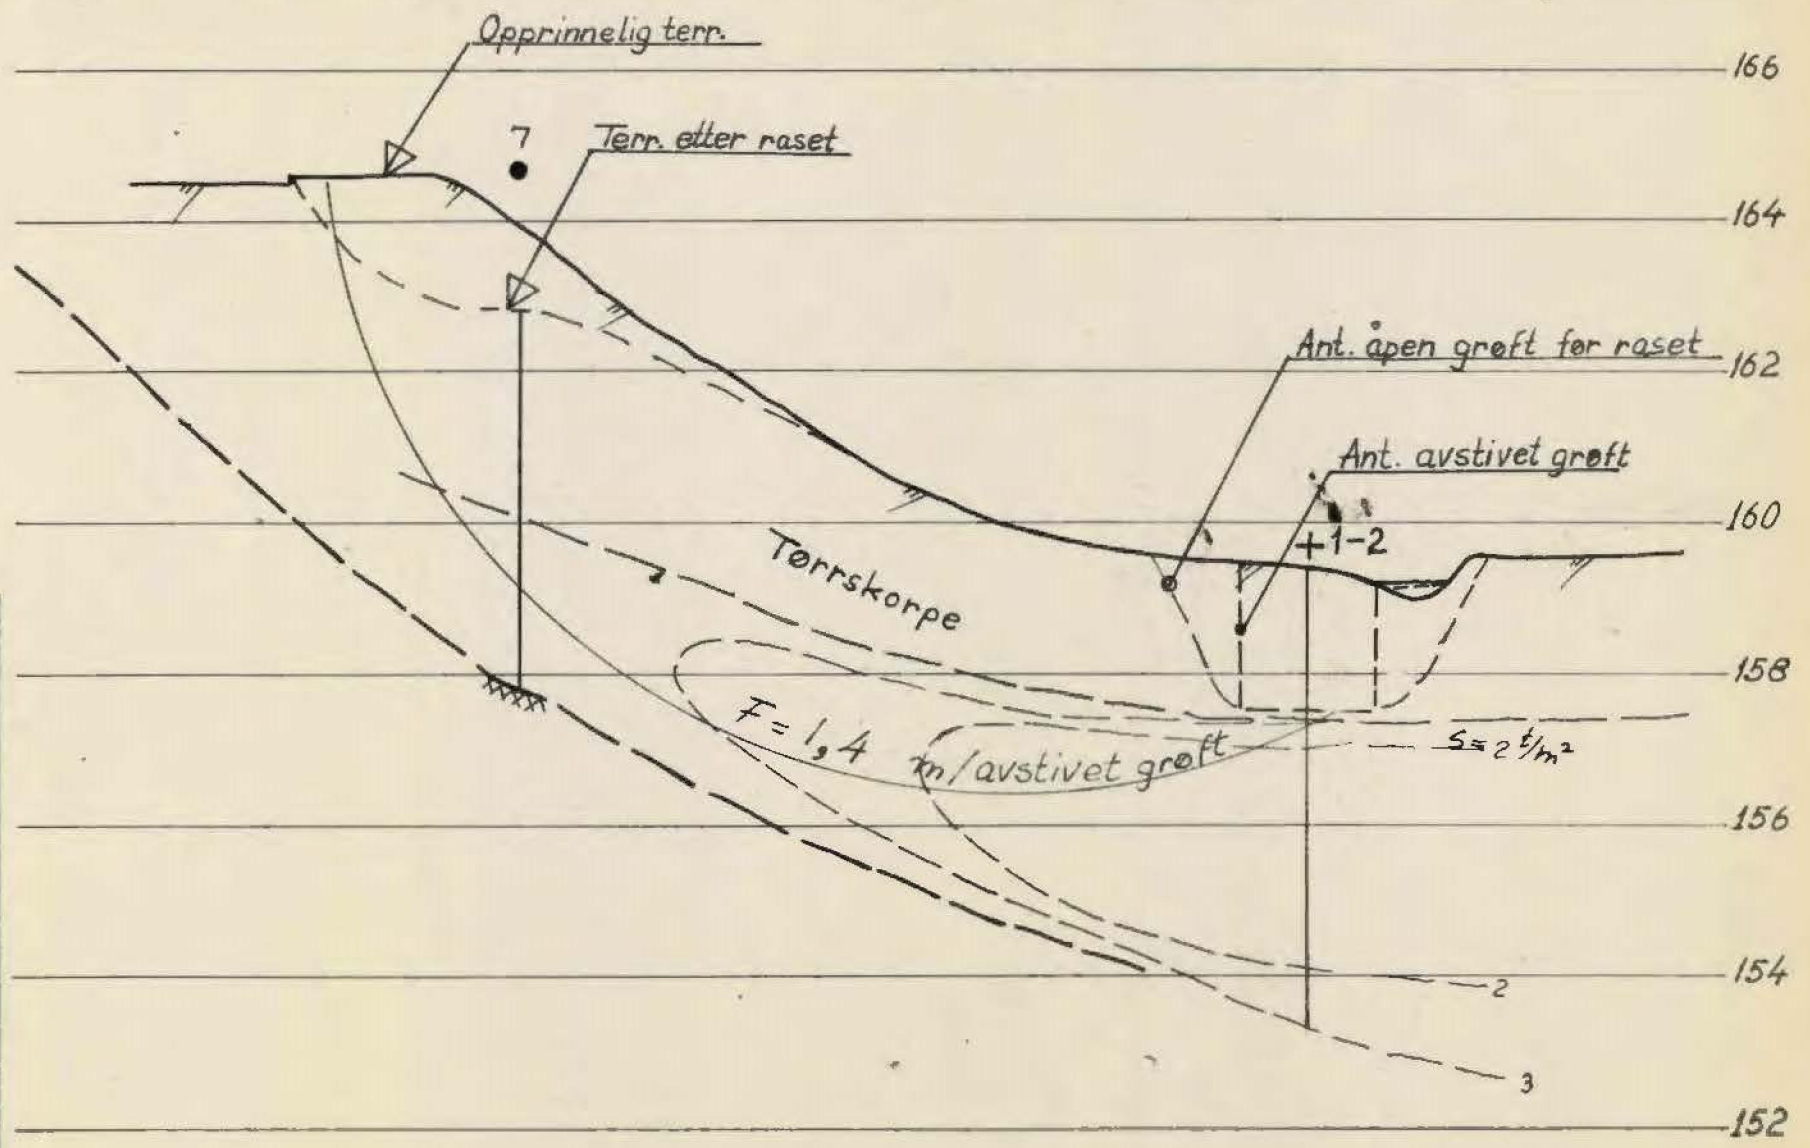 Opprinnelig terr.
166
7
Terr. etter raset
164
Ant. åpen grøft før raset
162
Ant. avstivet grøft
160
+1-2
Tørrskorpe
158
F = 1,4 m/avstivet grøft
S = 2 t/m²
156
154
2
3
152